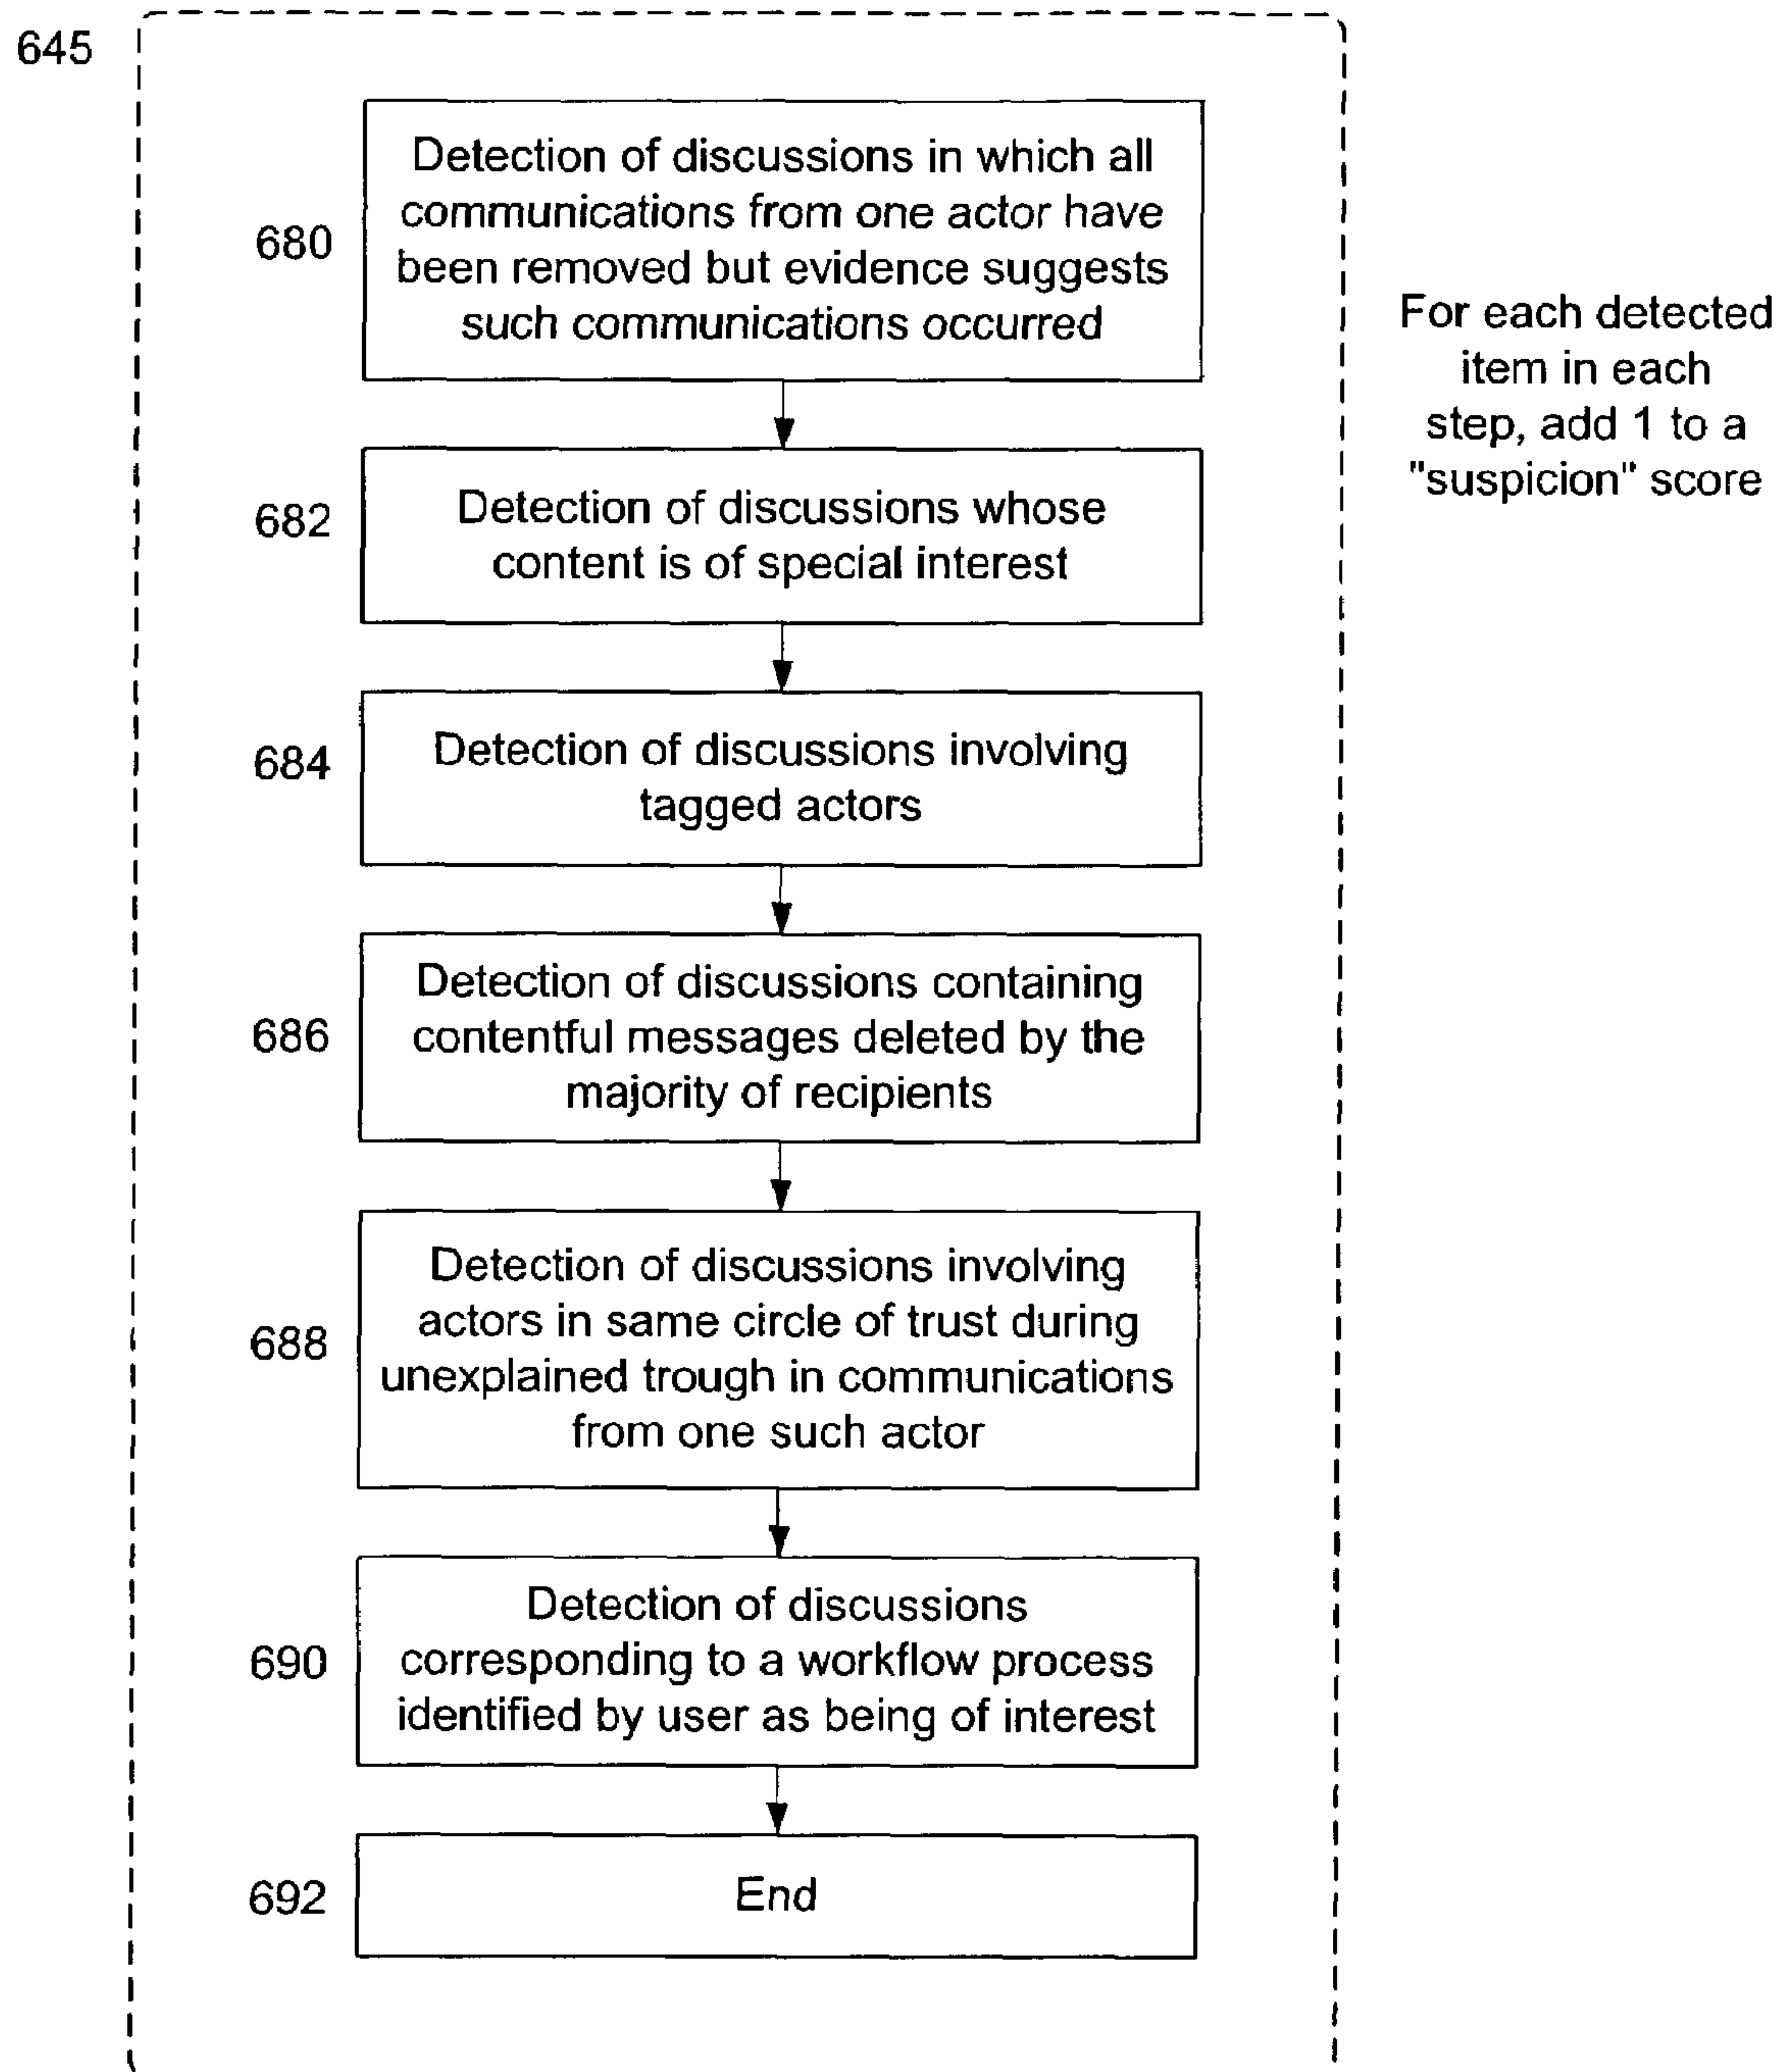 645
680
Detection of discussions in which all
communications from one actor have
been removed but evidence suggests
such communications occurred
For each detected
item in each
step, add 1 to a
"suspicion" score
682
Detection of discussions whose
content is of special interest
684
Detection of discussions involving
tagged actors
686
Detection of discussions containing
contentful messages deleted by the
majority of recipients
688
Detection of discussions involving
actors in same circle of trust during
unexplained trough in communications
from one such actor
690
Detection of discussions
corresponding to a workflow process
identified by user as being of interest
692
End